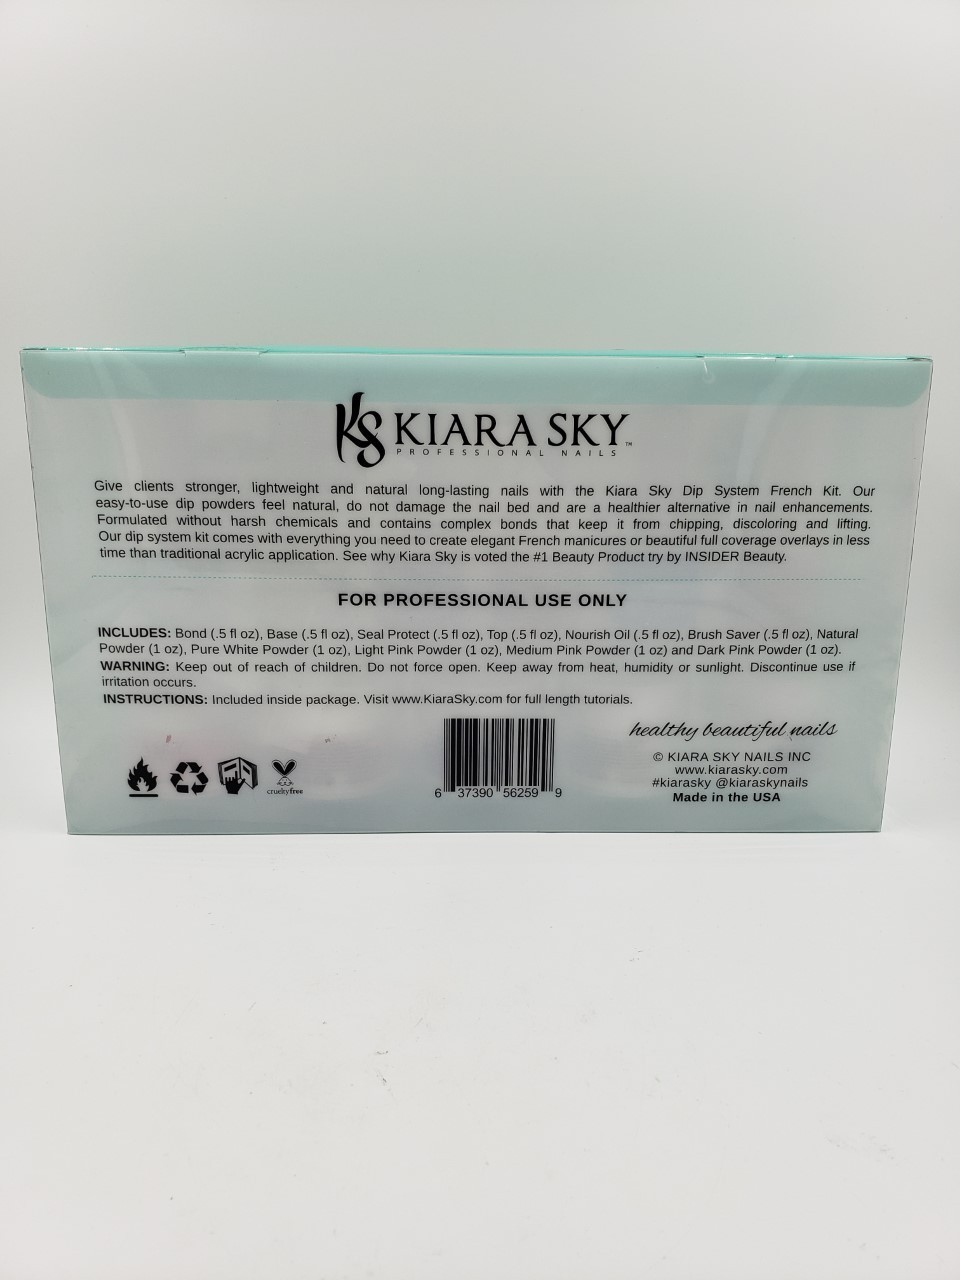 KS KIARA SKY™
PROFESSIONAL NAILS
Give clients stronger, lightweight and natural long-lasting nails with the Kiara Sky Dip System French Kit. Our
easy-to-use dip powders feel natural, do not damage the nail bed and are a healthier alternative in nail enhancements.
Formulated without harsh chemicals and contains complex bonds that keep it from chipping, discoloring and lifting.
Our dip system kit comes with everything you need to create elegant French manicures or beautiful full coverage overlays in less
time than traditional acrylic application. See why Kiara Sky is voted the #1 Beauty Product try by INSIDER Beauty.
FOR PROFESSIONAL USE ONLY
INCLUDES: Bond (.5 fl oz), Base (.5 fl oz), Seal Protect (.5 fl oz), Top (.5 fl oz), Nourish Oil (.5 fl oz), Brush Saver (.5 fl oz), Natural
Powder (1 oz), Pure White Powder (1 oz), Light Pink Powder (1 oz), Medium Pink Powder (1 oz) and Dark Pink Powder (1 oz).
WARNING: Keep out of reach of children. Do not force open. Keep away from heat, humidity or sunlight. Discontinue use if
irritation occurs.
INSTRUCTIONS: Included inside package. Visit www.KiaraSky.com for full length tutorials.
crueltyfree
6 37390 56259 9
healthy beautiful nails
© KIARA SKY NAILS INC
www.kiarasky.com
#kiarasky @kiaraskynails
Made in the USA